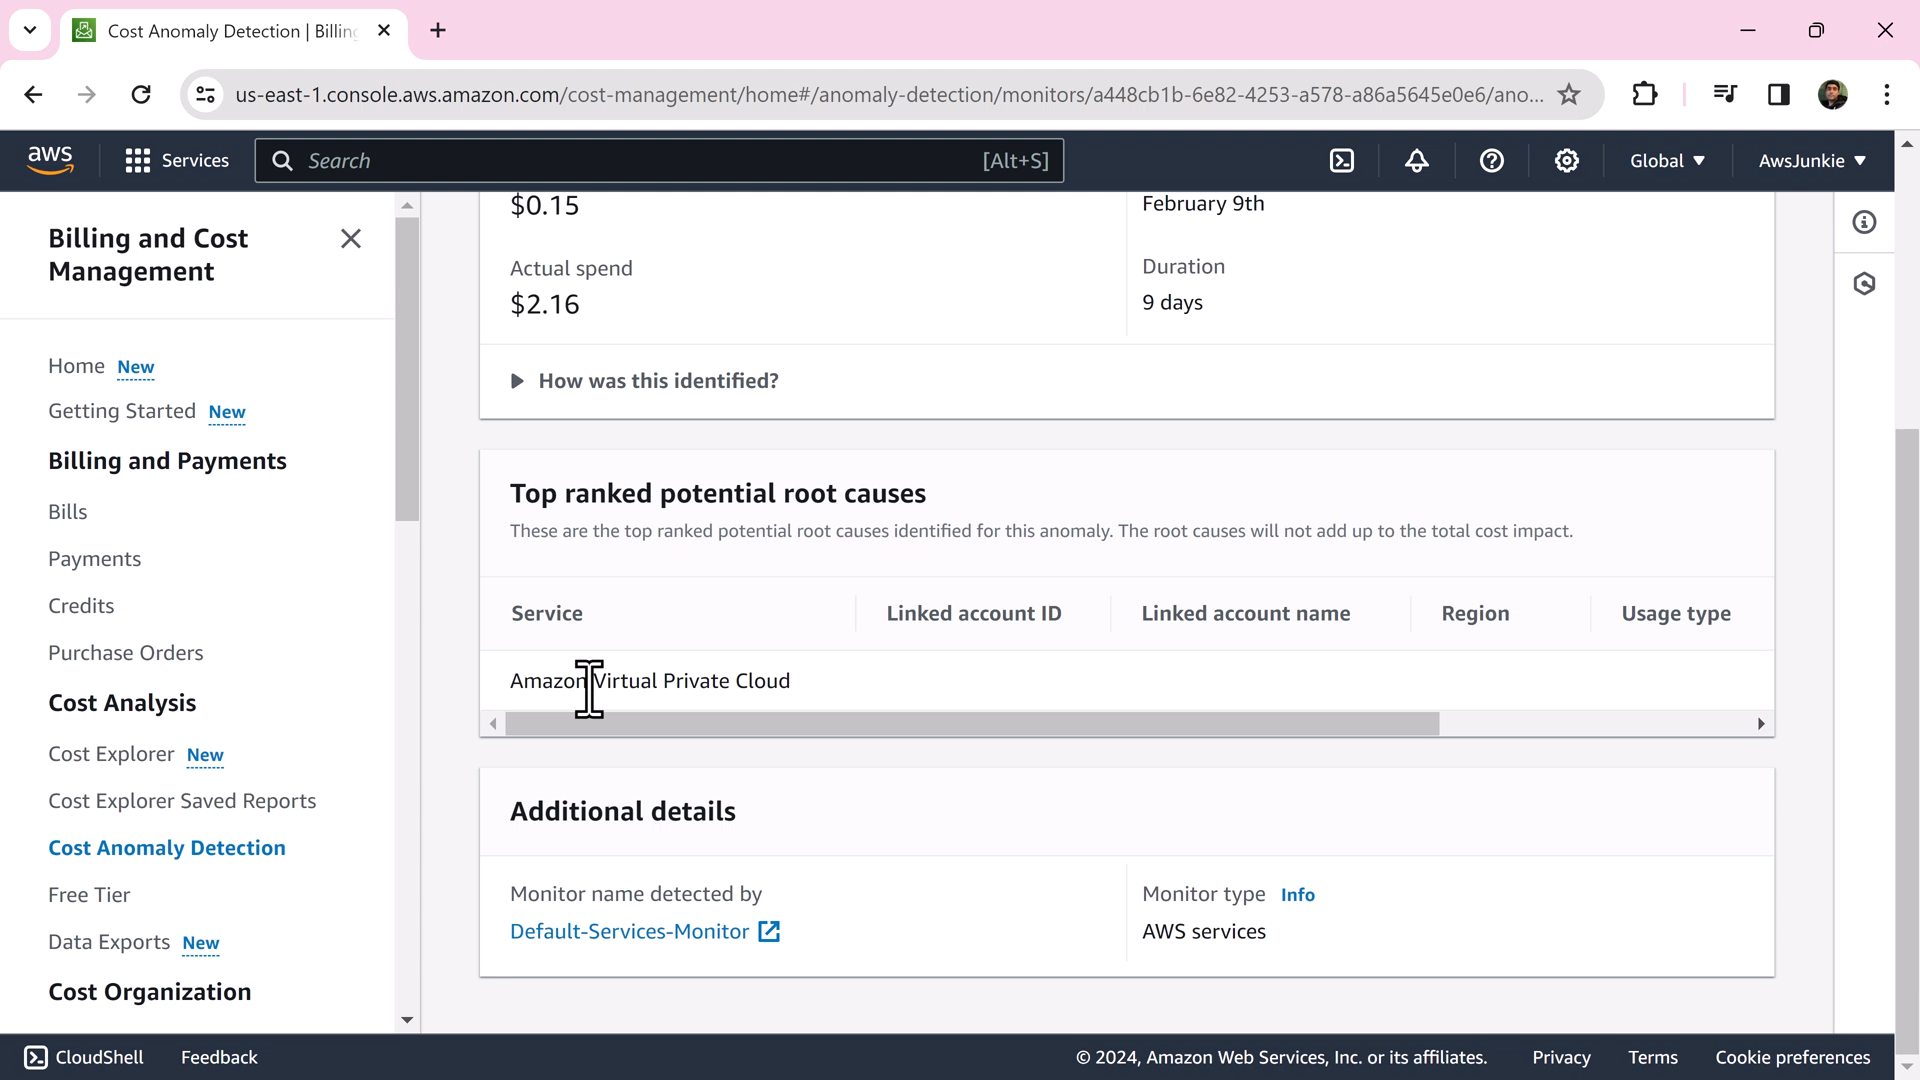 Cost Anomaly Detection | Billing
us-east-1.console.aws.amazon.com/cost-management/home#/anomaly-detection/monitors/a448cb1b-6e82-4253-a578-a86a5645e0e6/ano...
aws
Services
Search
[Alt+S]
Global
AwsJunkie
Billing and Cost
Management
Home New
Getting Started New
Billing and Payments
Bills
Payments
Credits
Purchase Orders
Cost Analysis
Cost Explorer New
Cost Explorer Saved Reports
Cost Anomaly Detection
Free Tier
Data Exports New
Cost Organization
$0.15
February 9th
Actual spend
$2.16
Duration
9 days
How was this identified?
Top ranked potential root causes
These are the top ranked potential root causes identified for this anomaly. The root causes will not add up to the total cost impact.
Service Linked account ID Linked account name Region Usage type
Amazon Virtual Private Cloud
Additional details
Monitor name detected by
Default-Services-Monitor
Monitor type Info
AWS services
CloudShell Feedback © 2024, Amazon Web Services, Inc. or its affiliates. Privacy Terms Cookie preferences